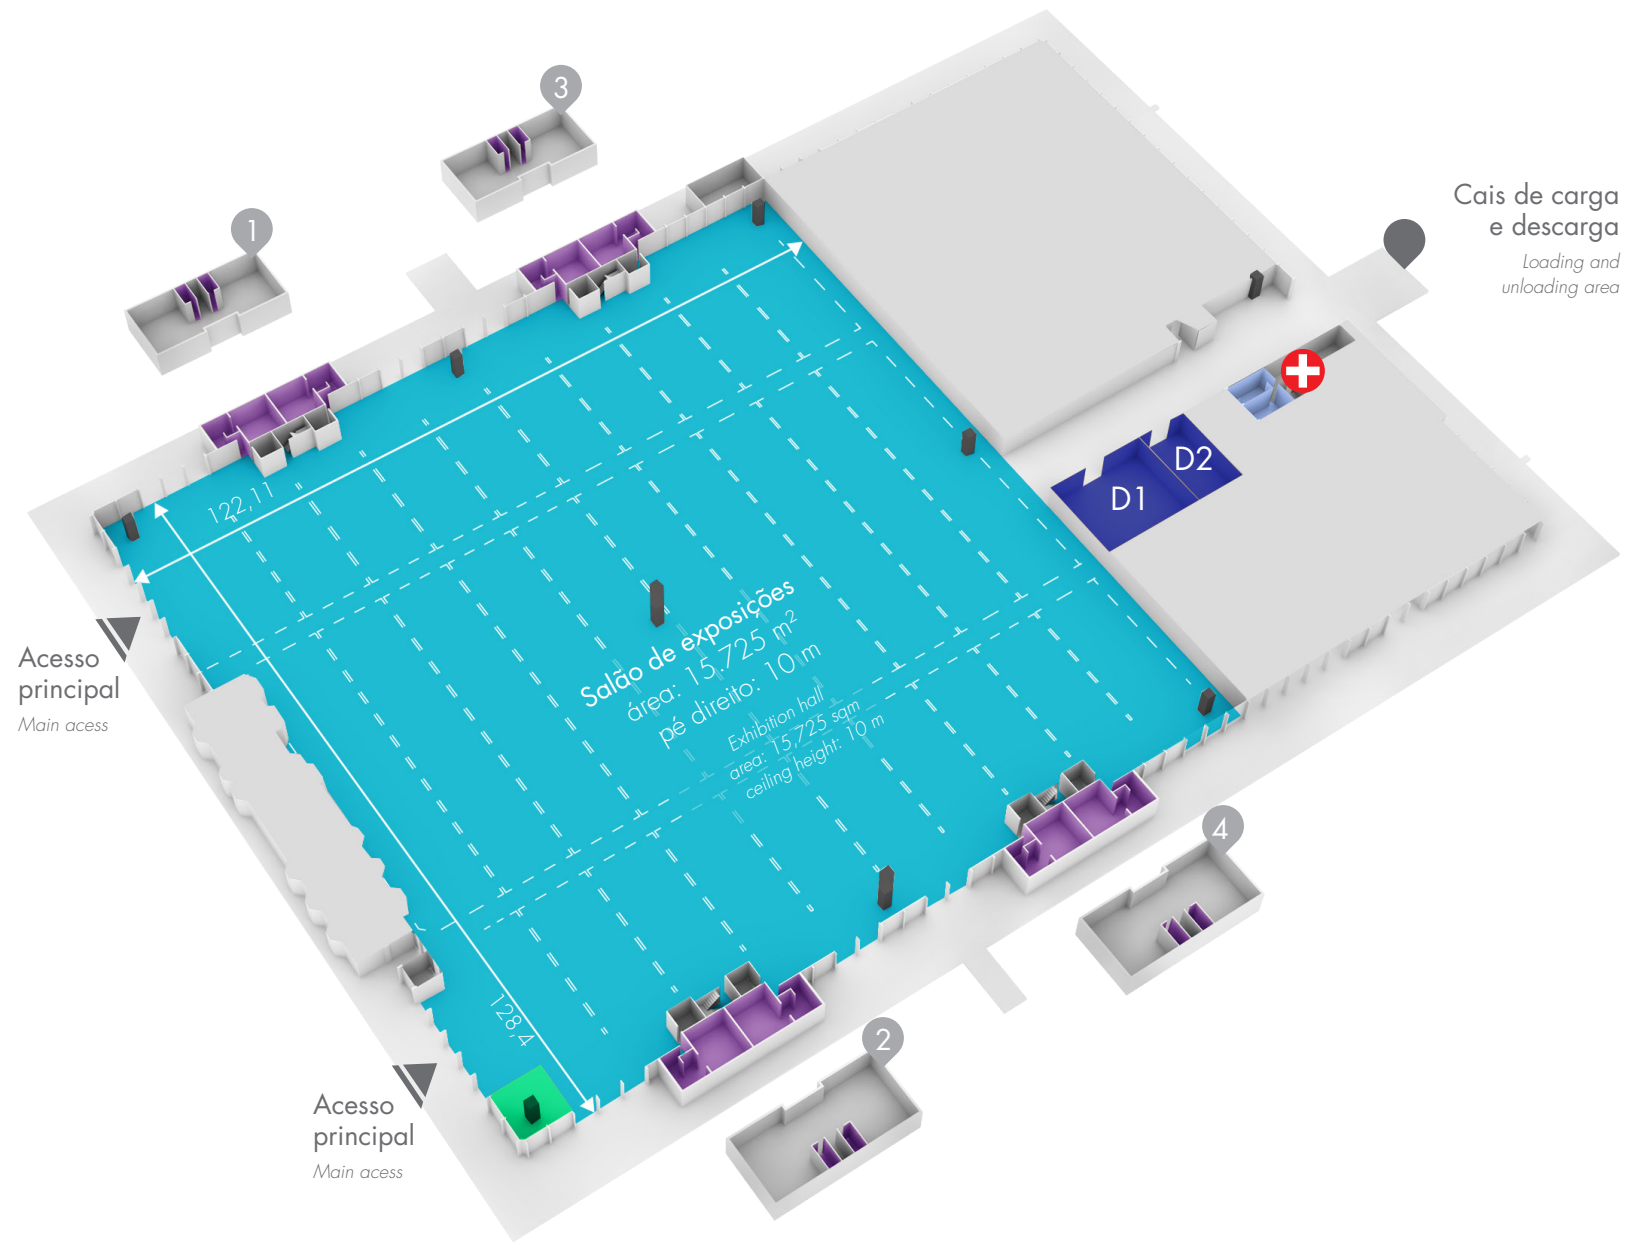 3
1
Cais de carga
e descarga
Loading and
unloading area
D2
D1
122,11
Salão de exposições
área: 15.725 m²
pé direito: 10 m
Exhibition hall
area: 15,725 sqm
ceiling height: 10 m
Acesso
principal
Main acess
4
128,4
2
Acesso
principal
Main acess